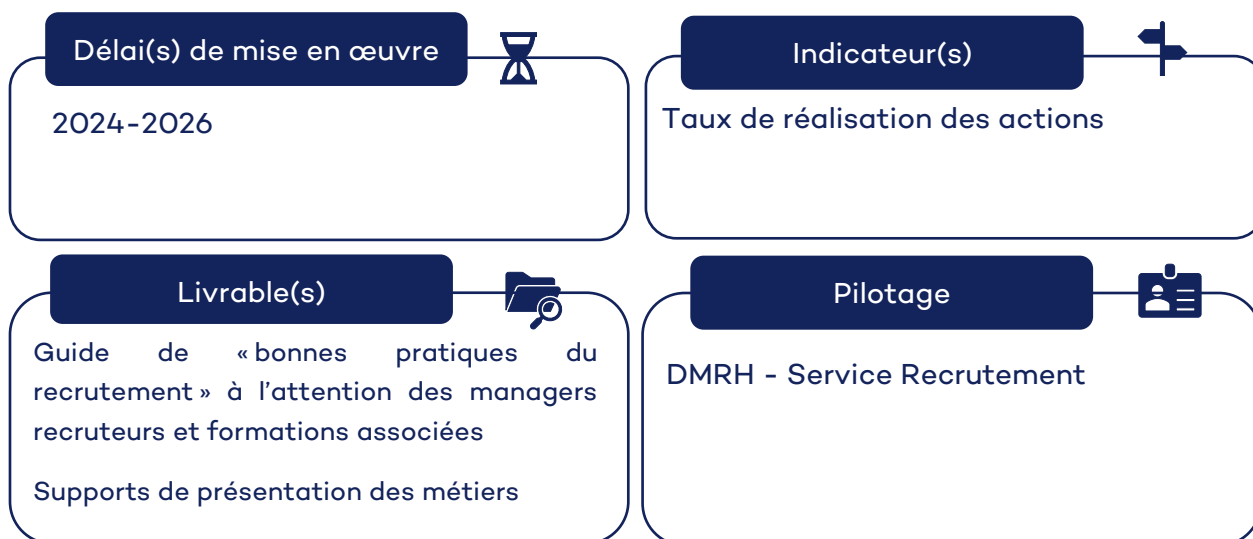 Délai(s) de mise en œuvre
2024-2026
Indicateur(s)
Taux de réalisation des actions
Livrable(s)
Guide de « bonnes pratiques du
recrutement » à l'attention des managers
recruteurs et formations associées
Supports de présentation des métiers
Pilotage
DMRH - Service Recrutement